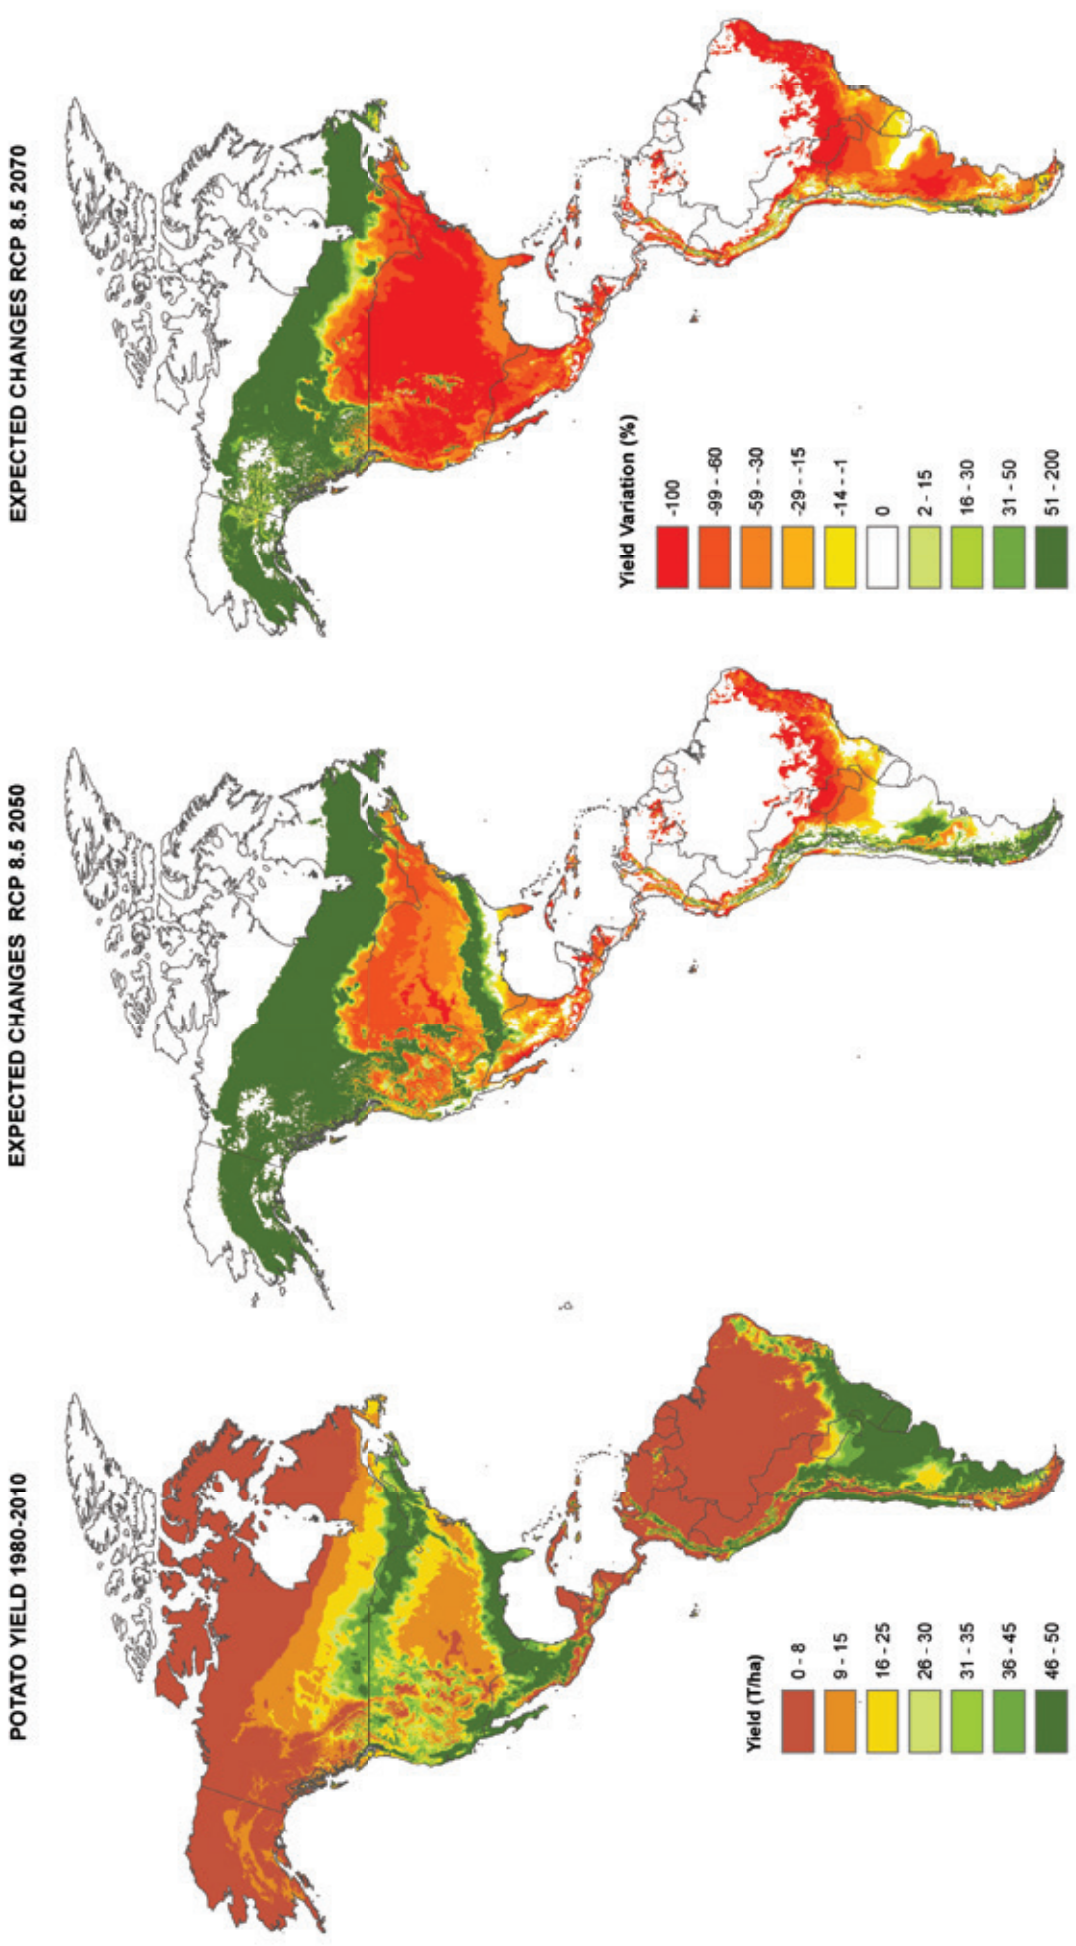 POTATO YIELD 1980-2010
Yield (T/ha)
0 - 8
9 - 15
16 - 25
26 - 30
31 - 35
36 - 45
46 - 50
EXPECTED CHANGES RCP 8.5 2050
EXPECTED CHANGES RCP 8.5 2070
Yield Variation (%)
-100
-99 - -60
-59 - -30
-29 - -15
-14 - -1
0
2 - 15
16 - 30
31 - 50
51 - 200